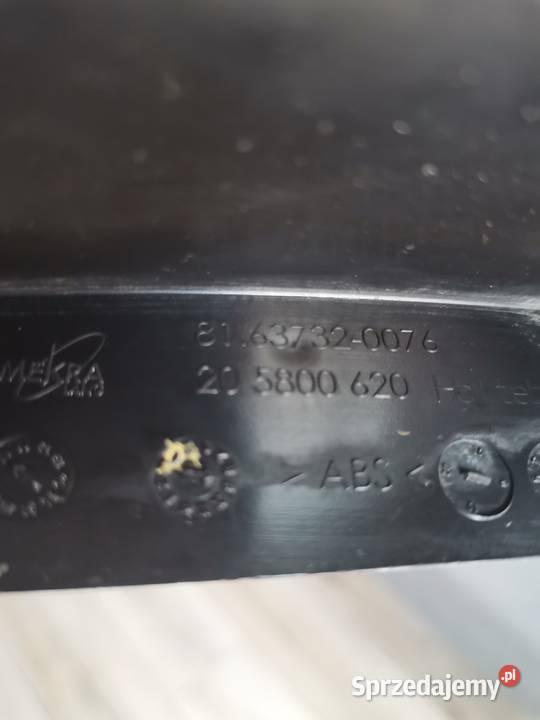 81.63732-0076
MEKRA
20 5800 620
>ABS<
Sprzedajemy.pl